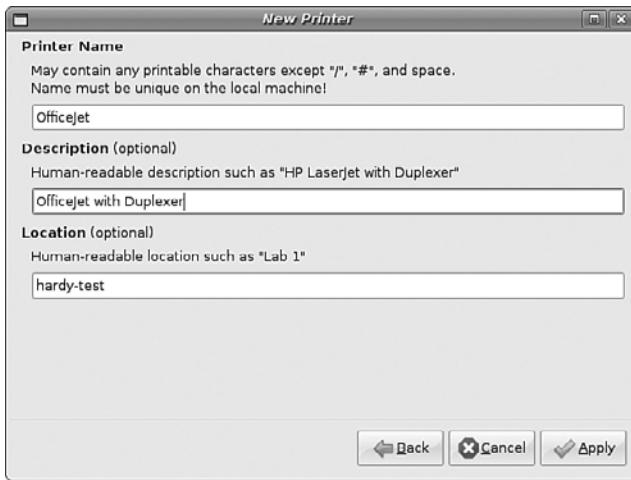 New Printer
Printer Name
May contain any printable characters except "/", "#", and space.
Name must be unique on the local machine!
OfficeJet
Description (optional)
Human-readable description such as "HP LaserJet with Duplexer"
OfficeJet with Duplexer
Location (optional)
Human-readable location such as "Lab 1"
hardy-test
Back Cancel Apply